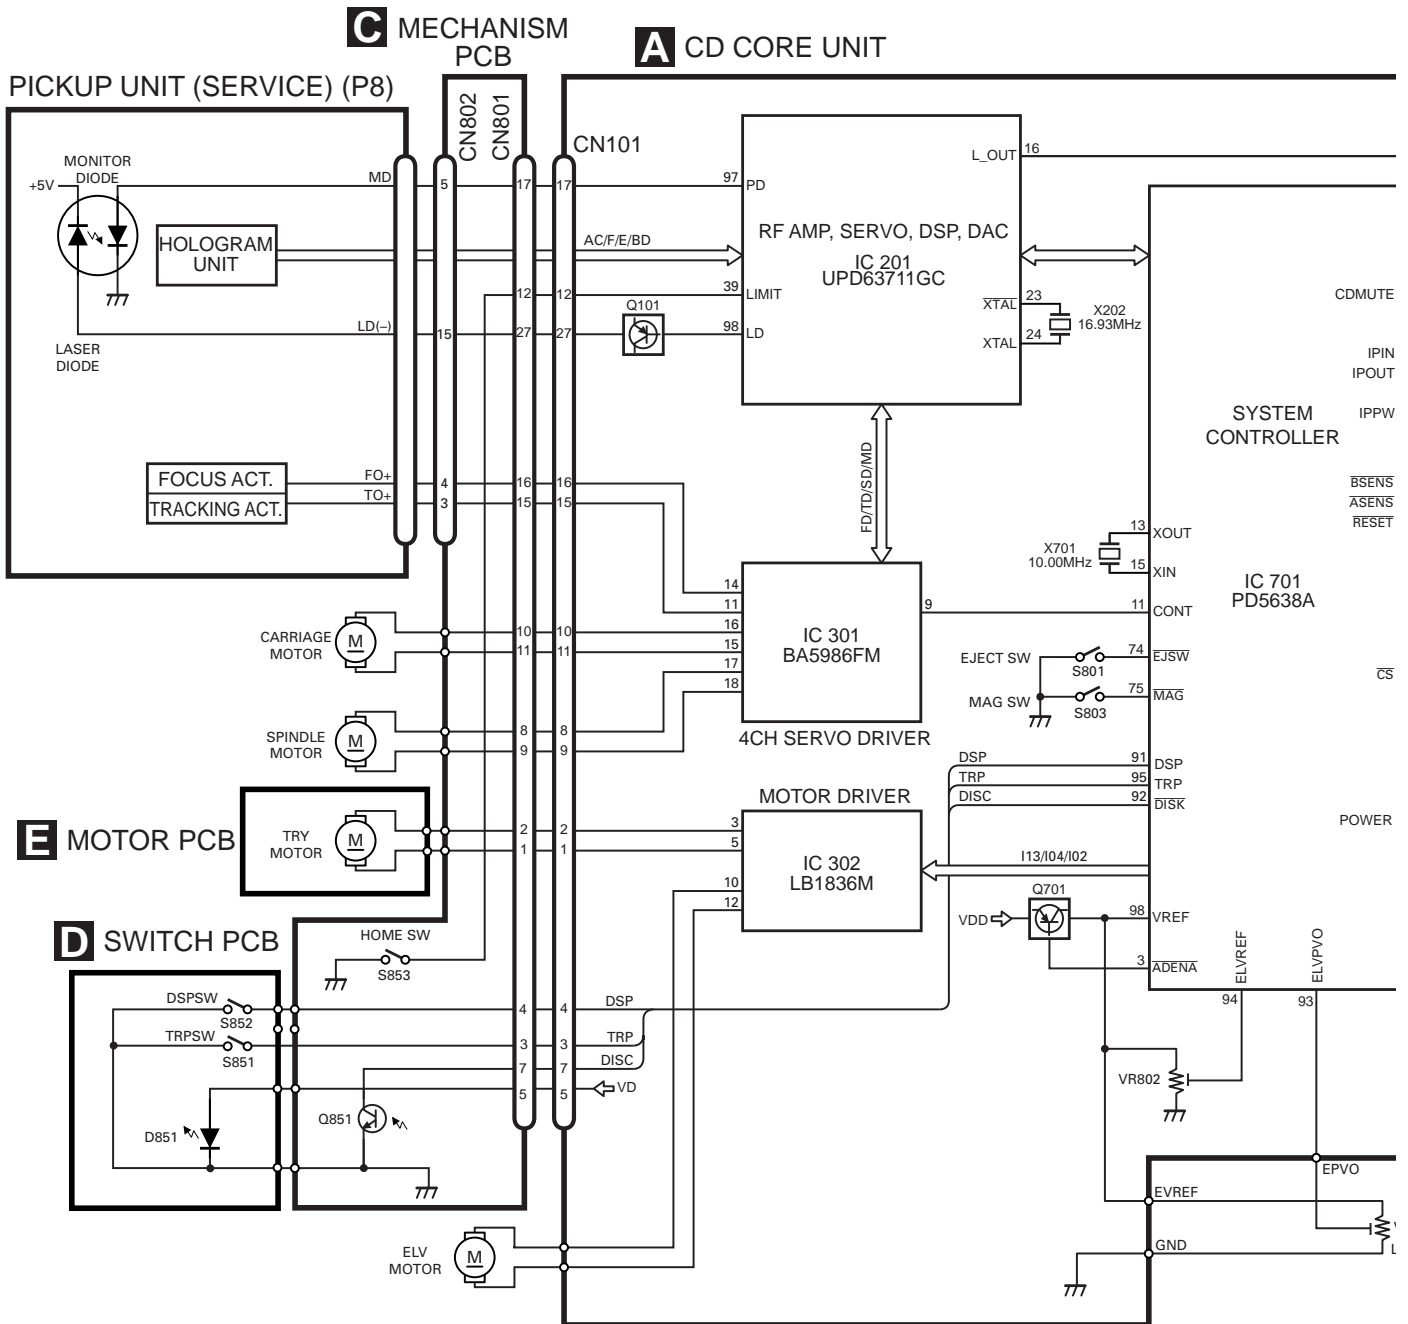 C MECHANISM
PCB
A CD CORE UNIT
PICKUP UNIT (SERVICE) (P8)
CN802
CN801
CN101
MONITOR
DIODE
+5V
MD
5
17
17
97
PD
L_OUT
16
HOLOGRAM
UNIT
AC/F/E/BD
RF AMP, SERVO, DSP, DAC
IC 201
UPD63711GC
12
12
39
LIMIT
Q101
LD(–)
15
27
27
98
LD
LASER
DIODE
XTAL
23
XTAL
24
X202
16.93MHz
CDMUTE
IPIN
IPOUT
IPPW
SYSTEM
CONTROLLER
BSENS
ASENS
RESET
FOCUS ACT.
FO+
4
16
16
TRACKING ACT.
TO+
3
15
15
FD/TD/SD/MD
X701
10.00MHz
13
XOUT
15
XIN
IC 701
PD5638A
14
11
16
15
17
18
IC 301
BA5986FM
9
11
CONT
4CH SERVO DRIVER
CARRIAGE
MOTOR
M
10
10
11
11
EJECT SW
S801
74
EJSW
MAG SW
S803
75
MAG
CS
SPINDLE
MOTOR
M
8
8
9
9
DSP
91
DSP
TRP
95
TRP
DISC
92
DISK
POWER
E MOTOR PCB
TRY
MOTOR
M
2
2
1
1
MOTOR DRIVER
3
5
10
12
IC 302
LB1836M
I13/I04/I02
Q701
VDD
98
VREF
3
ADENA
ELVREF
ELVPVO
94
93
D SWITCH PCB
HOME SW
S853
DSPSW
S852
4
4
DSP
TRPSW
S851
3
3
TRP
7
7
DISC
5
5
VD
D851
Q851
VR802
EPVO
EVREF
GND
ELV
MOTOR
M